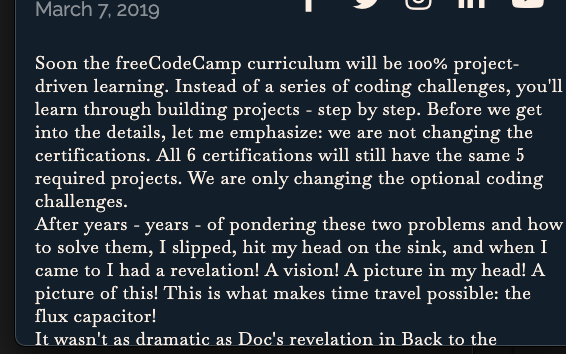 March 7, 2019
Soon the freeCodeCamp curriculum will be 100% project-
driven learning. Instead of a series of coding challenges, you'll
learn through building projects - step by step. Before we get
into the details, let me emphasize: we are not changing the
certifications. All 6 certifications will still have the same 5
required projects. We are only changing the optional coding
challenges.
After years - years - of pondering these two problems and how
to solve them, I slipped, hit my head on the sink, and when I
came to I had a revelation! A vision! A picture in my head! A
picture of this! This is what makes time travel possible: the
flux capacitor!
It wasn't as dramatic as Doc's revelation in Back to the